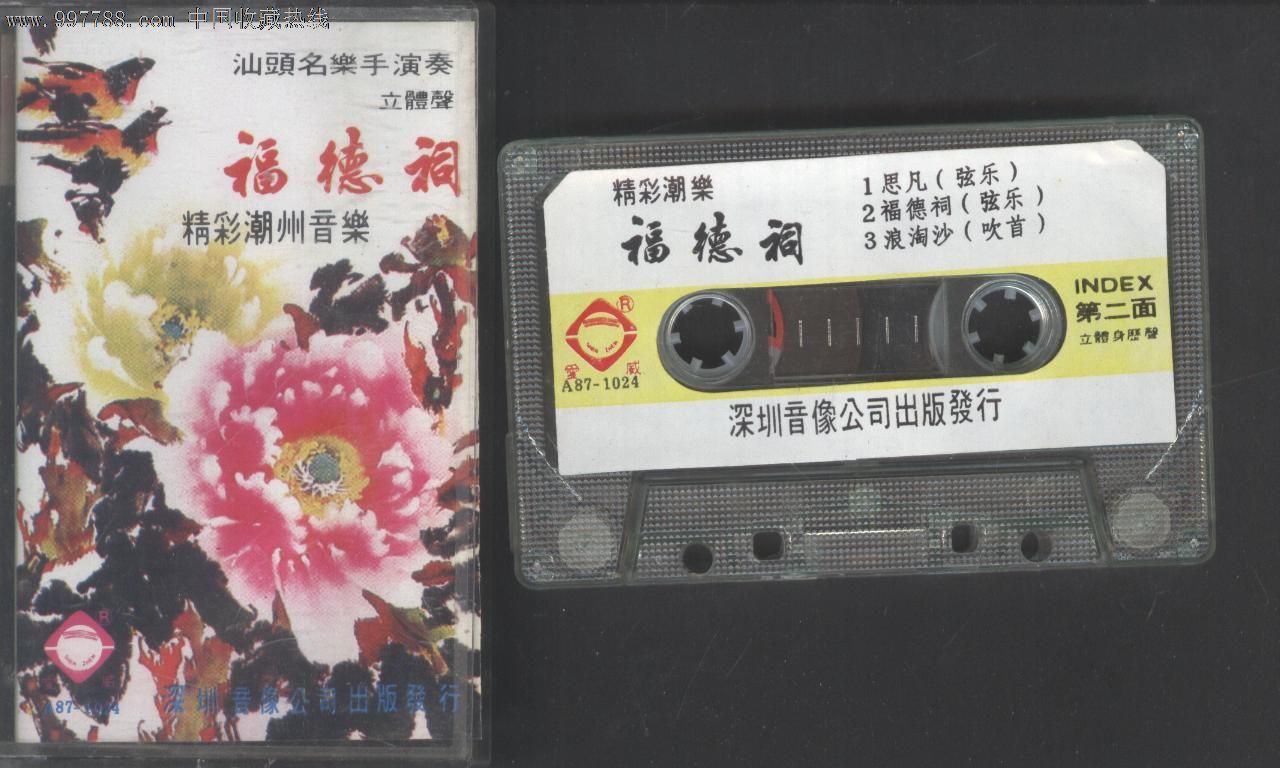 www.997788.com 中国收藏热线
汕頭名樂手演奏
立體聲
福德祠
精彩潮州音樂
R
A87-1024
深圳音像公司出版發行
精彩潮樂
福德祠
1思凡(弦乐)
2福德祠(弦乐)
3浪淘沙(吹首)
R
INDEX
第二面
立體身歷聲
A87-1024
深圳音像公司出版發行